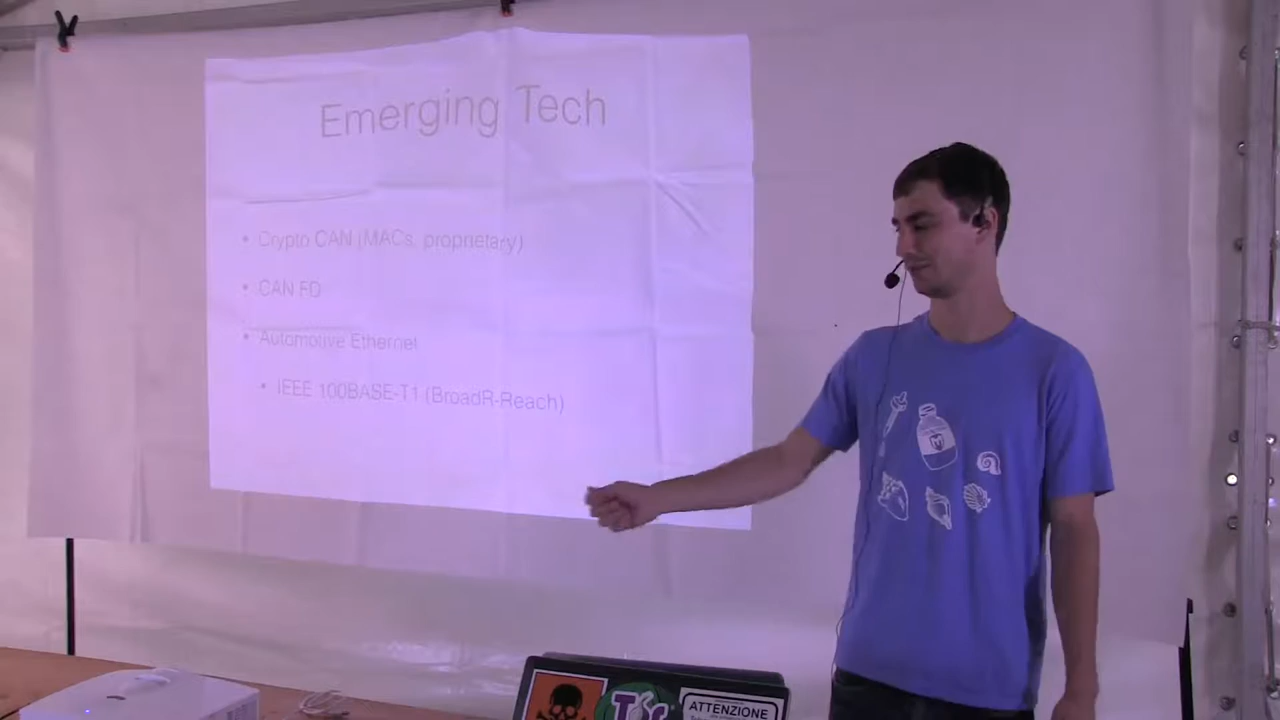 Emerging Tech
• Crypto CAN (MACs, proprietary)
• CAN FD
• Automotive Ethernet
• IEEE 100BASE-T1 (BroadR-Reach)
ATTENZIONE